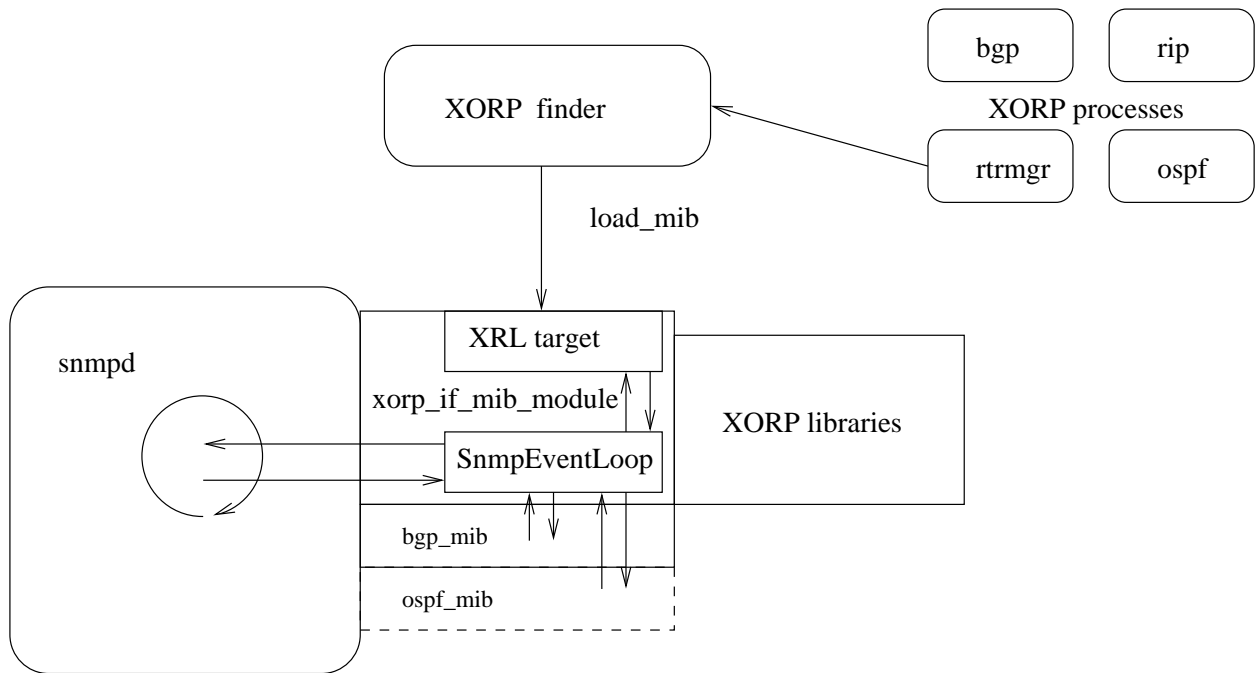 bgp
rip
XORP finder
XORP processes
rtrmgr
ospf
load_mib
XRL target
snmpd
xorp_if_mib_module
XORP libraries
SnmpEventLoop
bgp_mib
ospf_mib